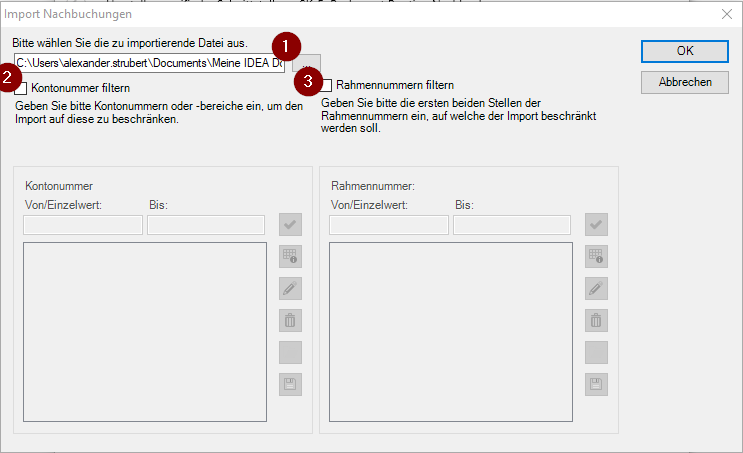 Import Nachbuchungen
Bitte wählen Sie die zu importierende Datei aus.
1
C:\Users\alexander.strubert\Documents\Meine IDEA
...
OK
2
Kontonummer filtern
3
Rahmennummern filtern
Abbrechen
Geben Sie bitte Kontonummern oder -bereiche ein, um den
Import auf diese zu beschränken.
Geben Sie bitte die ersten beiden Stellen der
Rahmennummern ein, auf welche der Import beschränkt
werden soll.
Kontonummer
Von/Einzelwert:
Bis:
Rahmennummer:
Von/Einzelwert:
Bis: